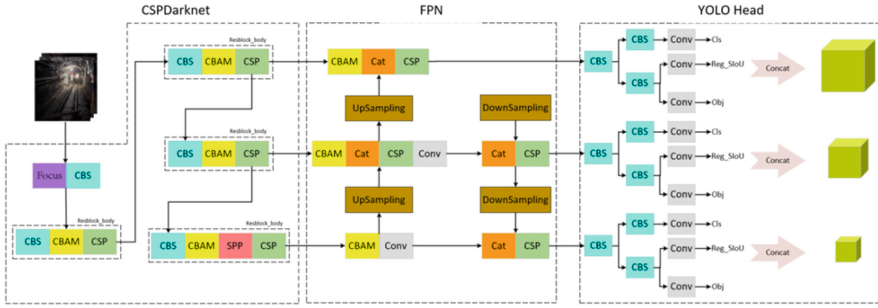 CSPDarknet
FPN
YOLO Head
Resblock_body
CBS CBAM CSP
CBAM Cat CSP
CBS
CBS Conv Cls
CBS Conv Reg_SIoU
Conv Obj
Concat
UpSampling
DownSampling
Resblock_body
CBS CBAM CSP
CBAM Cat CSP Conv
Cat CSP
CBS
CBS Conv Cls
CBS Conv Reg_SIoU
Conv Obj
Concat
Focus CBS
UpSampling
DownSampling
Resblock_body
CBS CBAM CSP
Resblock_body
CBS CBAM SPP CSP
CBAM Conv
Cat CSP
CBS
CBS Conv Cls
CBS Conv Reg_SIoU
Conv Obj
Concat